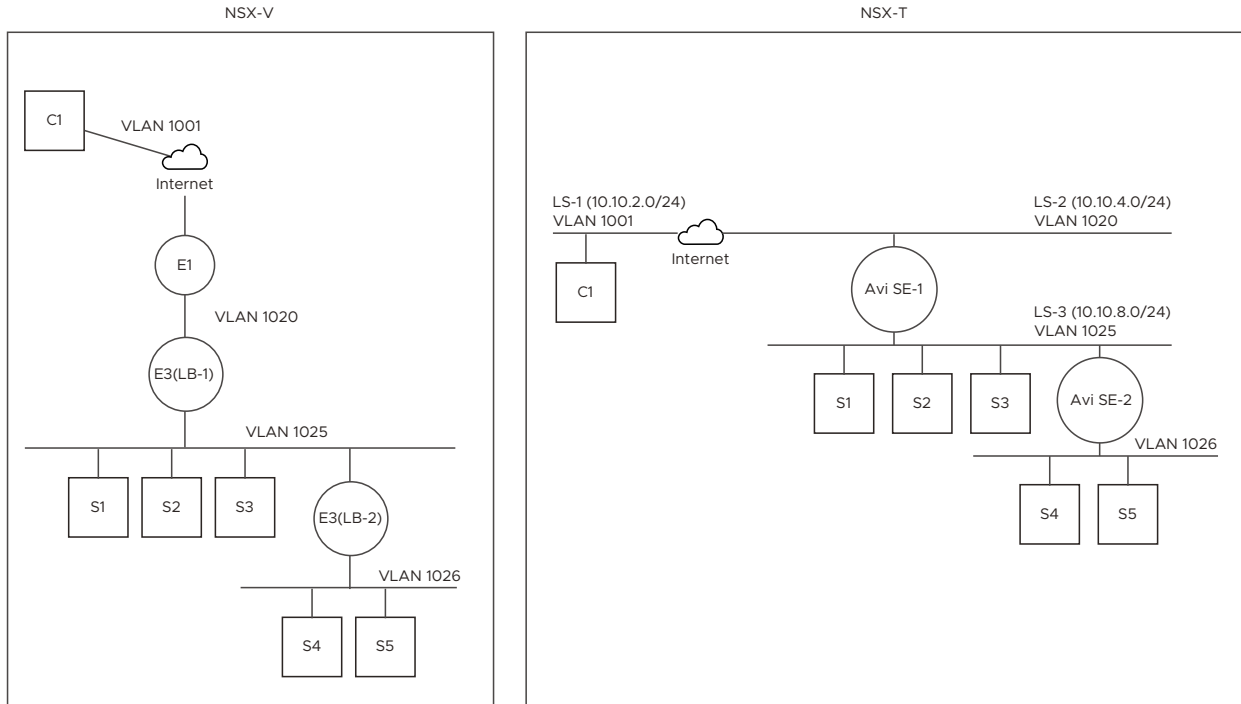 NSX-V
C1
VLAN 1001
Internet
E1
VLAN 1020
E3(LB-1)
VLAN 1025
S1
S2
S3
E3(LB-2)
VLAN 1026
S4
S5
NSX-T
LS-1 (10.10.2.0/24)
VLAN 1001
Internet
LS-2 (10.10.4.0/24)
VLAN 1020
C1
Avi SE-1
LS-3 (10.10.8.0/24)
VLAN 1025
S1
S2
S3
Avi SE-2
VLAN 1026
S4
S5